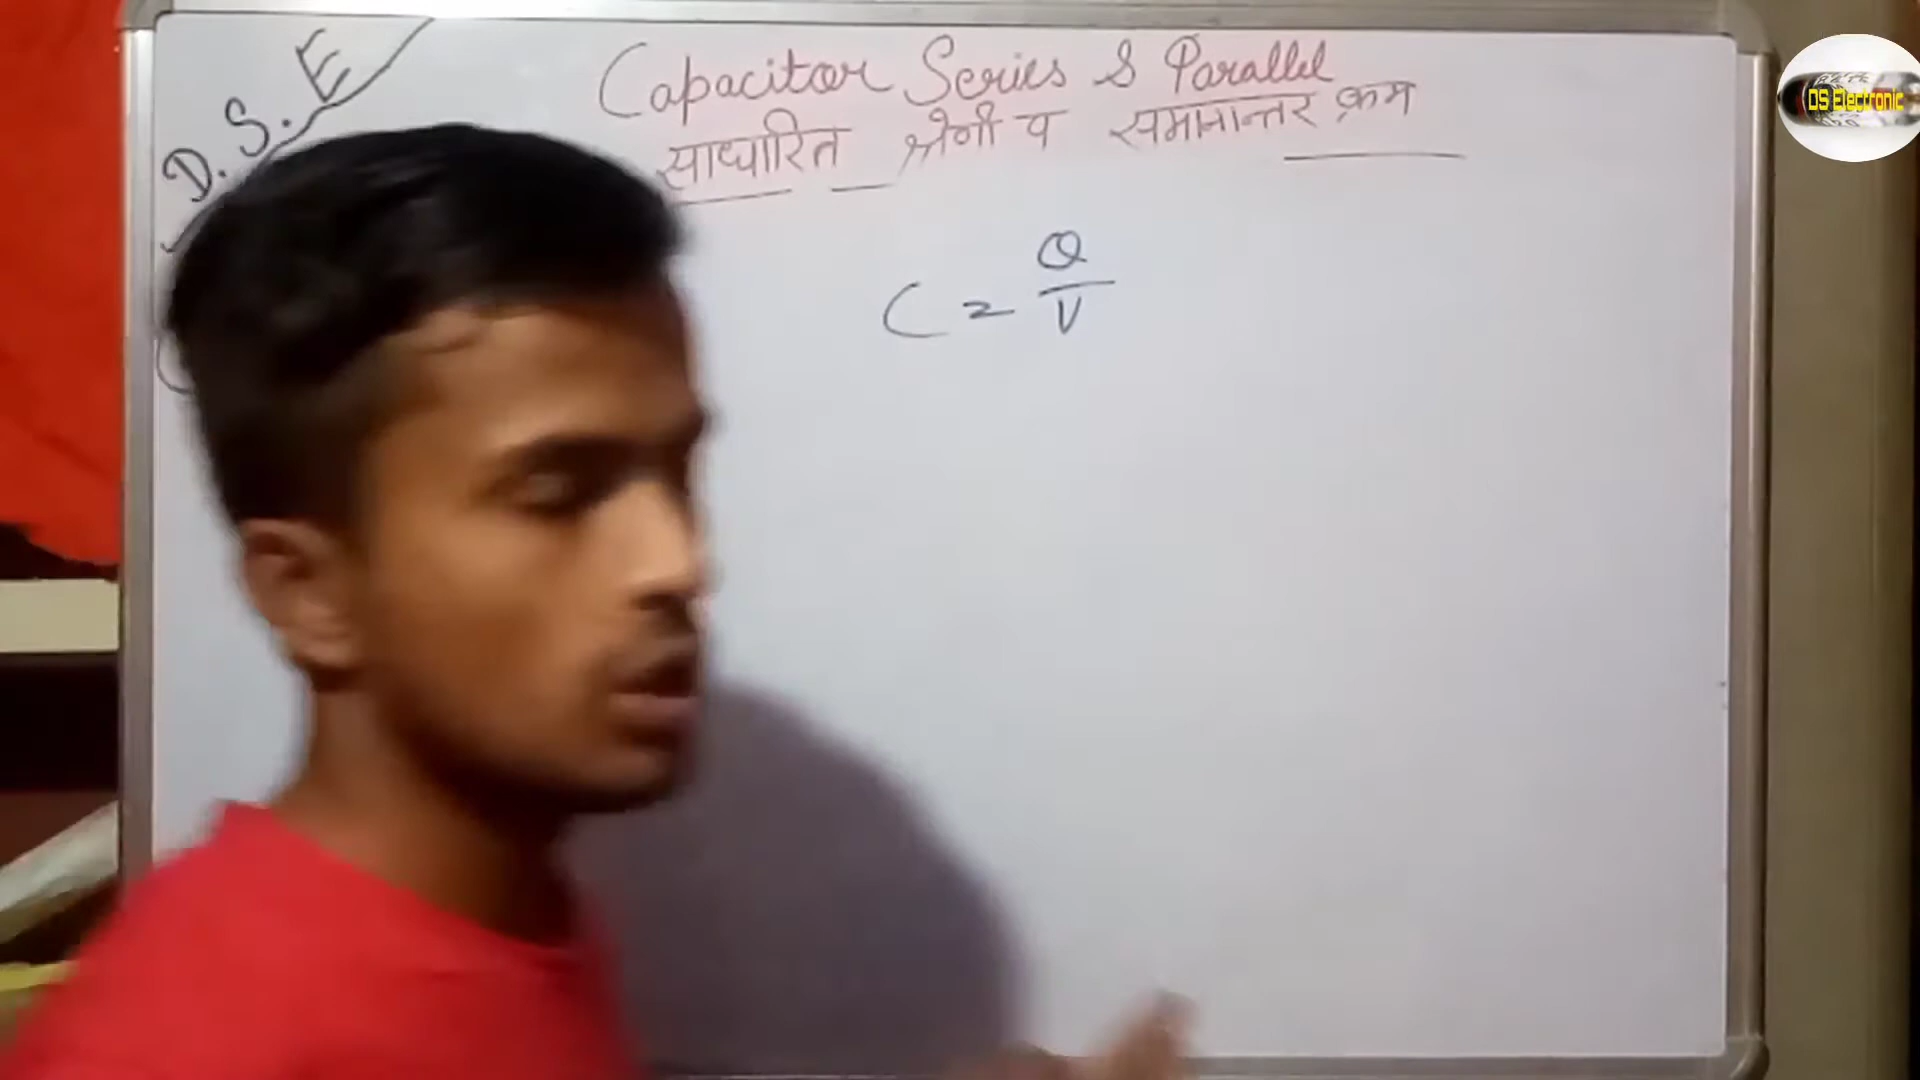 D. S. E
Capacitor Series & Parallel
साधारित श्रेणी व समानान्तर क्रम
C = Q
V
DS Electronic